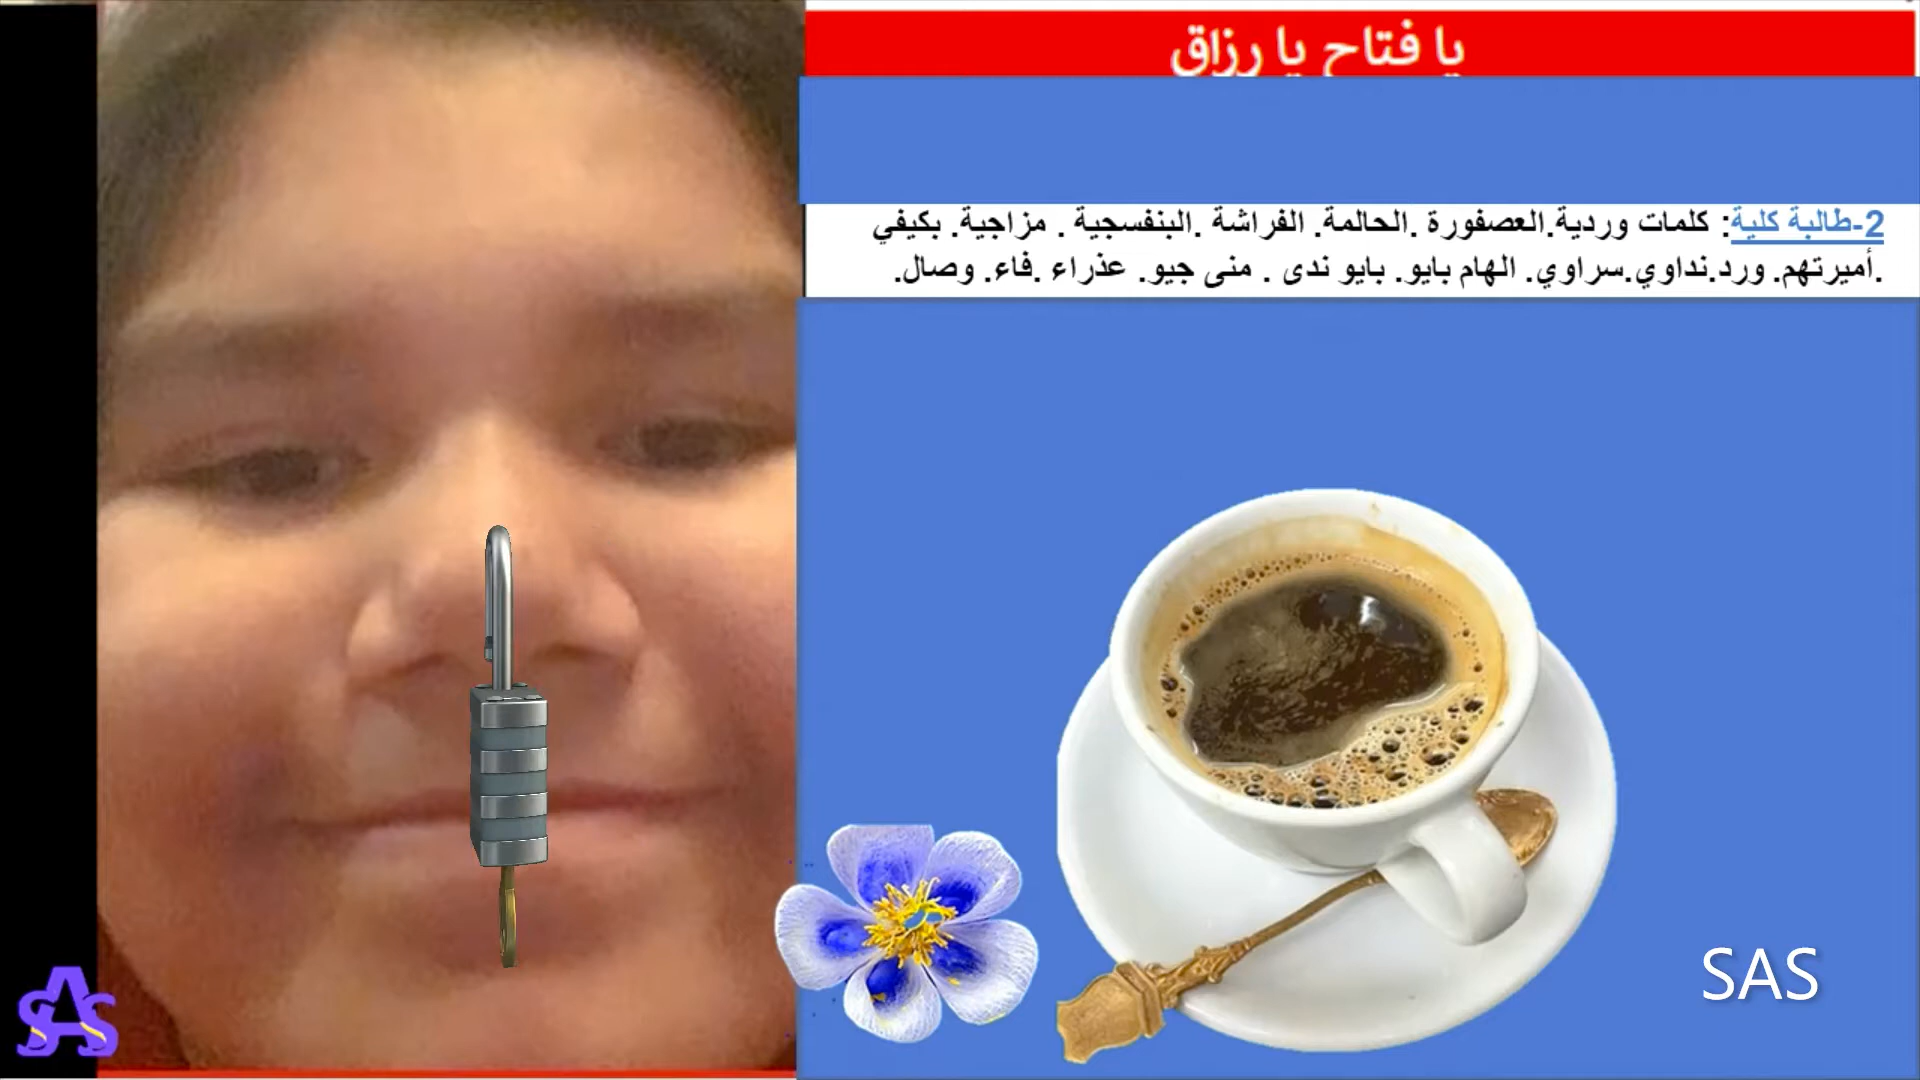 يا فتاح يا رزاق
2-طالبة كلية: كلمات وردية.العصفورة .الحالمة. الفراشة .البنفسجية . مزاجية. بكيفي
.أميرتهم. ورد.نداوي.سراوي. الهام بايو. بايو ندى . منى جيو. عذراء .فاء. وصال.
SAS
SAS